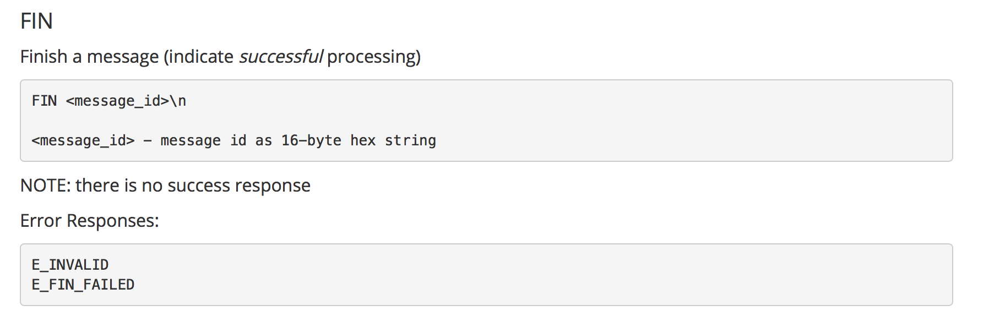 FIN
Finish a message (indicate successful processing)
FIN <message_id>\n
<message_id> – message id as 16–byte hex string
NOTE: there is no success response
Error Responses:
E_INVALID
E_FIN_FAILED